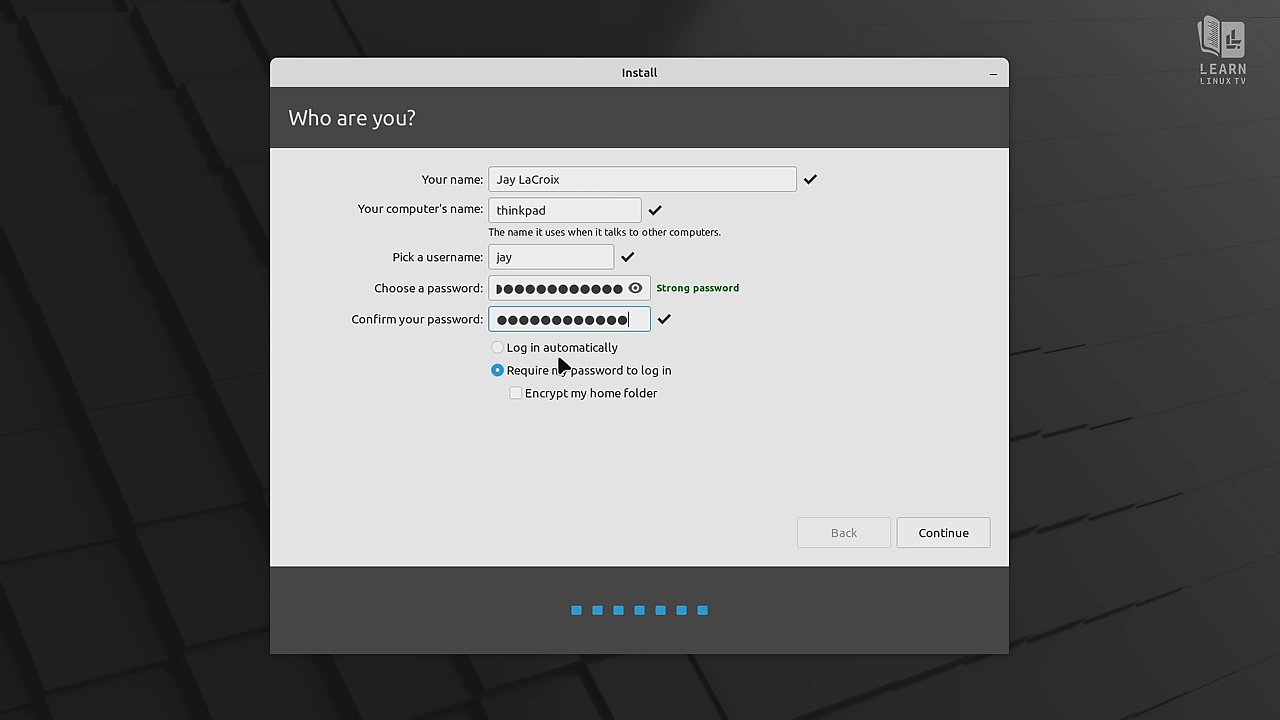 LEARN
LINUX TV
Install
Who are you?
Your name: Jay LaCroix
Your computer's name: thinkpad
The name it uses when it talks to other computers.
Pick a username: jay
Choose a password: Strong password
Confirm your password:
Log in automatically
Require my password to log in
Encrypt my home folder
Back Continue